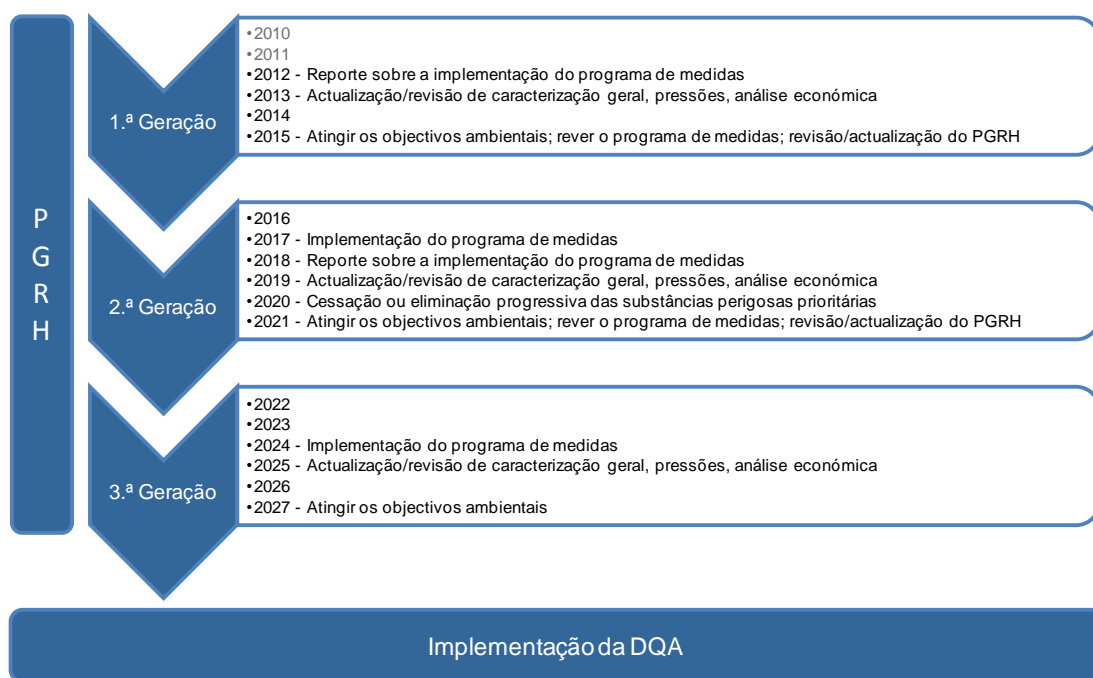 PGRH
1.ª Geração
•2010
•2011
•2012 - Reporte sobre a implementação do programa de medidas
•2013 - Actualização/revisão de caracterização geral, pressões, análise económica
•2014
•2015 - Atingir os objectivos ambientais; rever o programa de medidas; revisão/actualização do PGRH
2.ª Geração
•2016
•2017 - Implementação do programa de medidas
•2018 - Reporte sobre a implementação do programa de medidas
•2019 - Actualização/revisão de caracterização geral, pressões, análise económica
•2020 - Cessação ou eliminação progressiva das substâncias perigosas prioritárias
•2021 - Atingir os objectivos ambientais; rever o programa de medidas; revisão/actualização do PGRH
3.ª Geração
•2022
•2023
•2024 - Implementação do programa de medidas
•2025 - Actualização/revisão de caracterização geral, pressões, análise económica
•2026
•2027 - Atingir os objectivos ambientais
Implementação da DQA